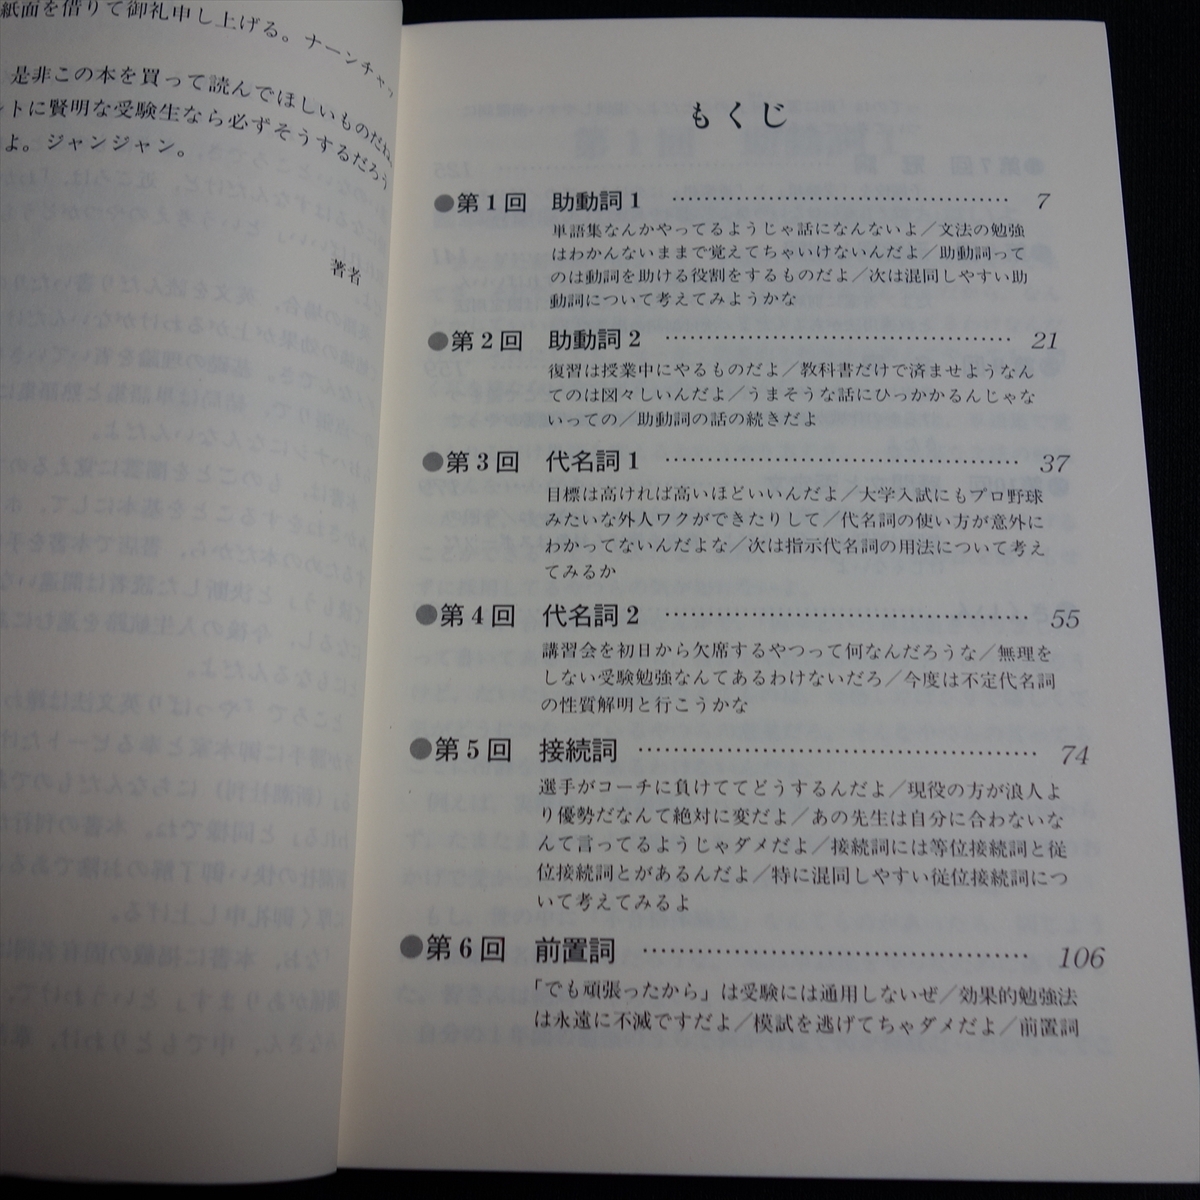 紙面を借りて御礼申し上げる。ナーンチャッ
是非この本を買って読んでほしいものだね
ントに賢明な受験生なら必ずそうするだろう
よ。ジャンジャン。
著者
もくじ
●第1回 助動詞1 …………………………………… 7
単語集なんかやってるようじゃ話になんないよ/文法の勉強
はわかんないままで覚えてちゃいけないんだよ/助動詞って
のは動詞を助ける役割をするものだよ/次は混同しやすい助
動詞について考えてみようかな
●第2回 助動詞2 …………………………………… 21
復習は授業中にやるものだよ/教科書だけで済ませようなん
てのは図々しいんだよ/うまそうな話にひっかかるんじゃな
いっての/助動詞の話の続きだよ
●第3回 代名詞1 …………………………………… 37
目標は高ければ高いほどいいんだよ/大学入試にもプロ野球
みたいな外人ワクができたりして/代名詞の使い方が意外に
わかってないんだよな/次は指示代名詞の用法について考え
てみるか
●第4回 代名詞2 …………………………………… 55
講習会を初日から欠席するやつって何なんだろうな/無理を
しない受験勉強なんてあるわけないだろ/今度は不定代名詞
の性質解明と行こうかな
●第5回 接続詞 …………………………………… 74
選手がコーチに負けててどうするんだよ/現役の方が浪人よ
り優勢だなんて絶対に変だよ/あの先生は自分に合わないな
んて言ってるようじゃダメだよ/接続詞には等位接続詞と従
位接続詞とがあるんだよ/特に混同しやすい従位接続詞につ
いて考えてみるよ
●第6回 前置詞 …………………………………… 106
「でも頑張ったから」は受験には通用しないぜ/効果的勉強法
は永遠に不滅ですだよ/模試を逃げてちゃダメだよ/前置詞